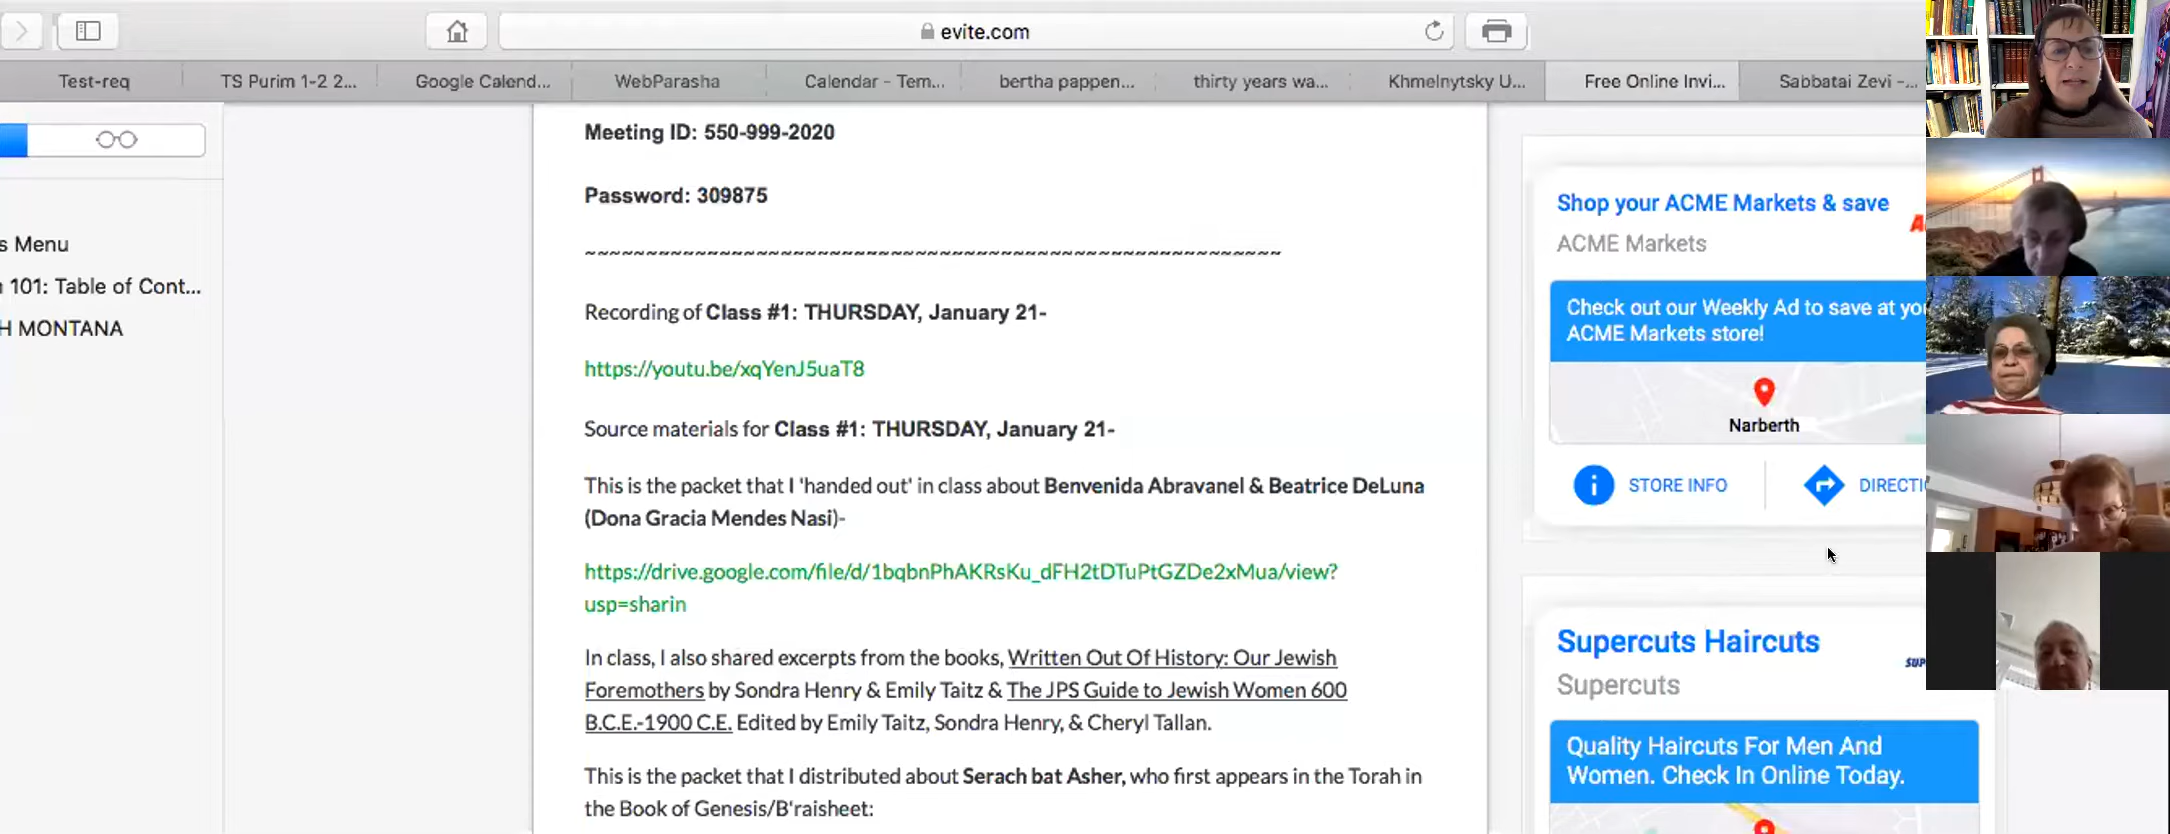 evite.com
Test-req
TS Purim 1-2 2...
Google Calend...
WebParasha
Calendar - Tem...
bertha pappen...
thirty years wa...
Khmelnytsky U...
Free Online Invi...
Sabbatai Zevi -...
s Menu
101: Table of Cont...
H MONTANA
Meeting ID: 550-999-2020
Password: 309875
~~~~~~~~~~~~~~~~~~~~~~~~~~~~~~~~~~~~~~~~~~~~~~~~~~~~~~~~~
Recording of Class #1: THURSDAY, January 21-
https://youtu.be/xqYenJ5uaT8
Source materials for Class #1: THURSDAY, January 21-
This is the packet that I 'handed out' in class about Benvenida Abravanel & Beatrice DeLuna
(Dona Gracia Mendes Nasi)-
https://drive.google.com/file/d/1bqbnPhAKRsKu_dFH2tDTuPtGZDe2xMua/view?
usp=sharin
In class, I also shared excerpts from the books, Written Out Of History: Our Jewish
Foremothers by Sondra Henry & Emily Taitz & The JPS Guide to Jewish Women 600
B.C.E.-1900 C.E. Edited by Emily Taitz, Sondra Henry, & Cheryl Tallan.
This is the packet that I distributed about Serach bat Asher, who first appears in the Torah in
the Book of Genesis/B'raisheet:
Shop your ACME Markets & save
ACME Markets
Check out our Weekly Ad to save at yo
ACME Markets store!
Narberth
STORE INFO
DIRECTI
Supercuts Haircuts
SUP
Supercuts
Quality Haircuts For Men And
Women. Check In Online Today.